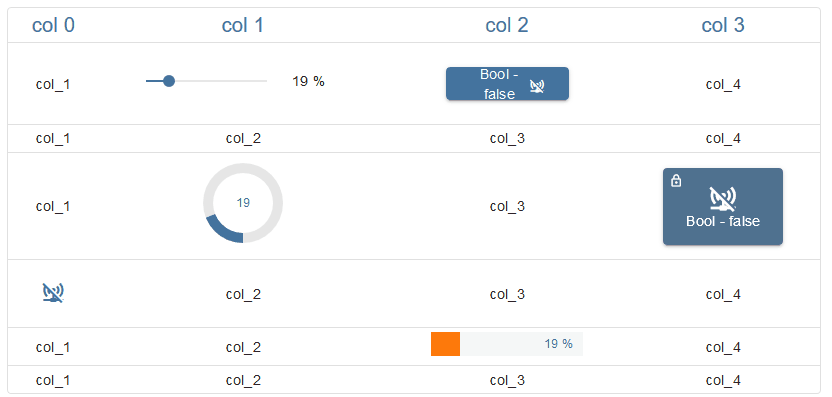 col 0 col 1 col 2 col 3
col_1 19 % Bool - false col_4
col_1 col_2 col_3 col_4
col_1 19 col_3 Bool - false
col_2 col_3 col_4
col_1 col_2 19 % col_4
col_1 col_2 col_3 col_4